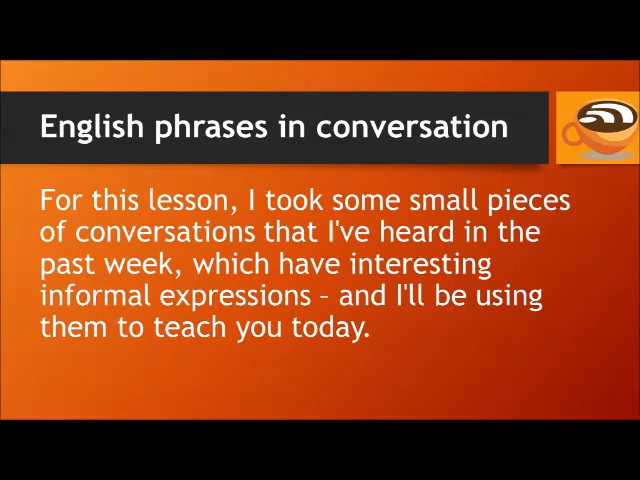 English phrases in conversation
For this lesson, I took some small pieces
of conversations that I've heard in the
past week, which have interesting
informal expressions – and I'll be using
them to teach you today.